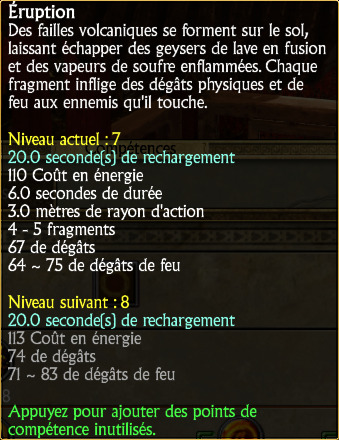 Éruption
Des failles volcaniques se forment sur le sol,
laissant échapper des geysers de lave en fusion
et des vapeurs de soufre enflammées. Chaque
fragment inflige des dégâts physiques et de
feu aux ennemis qu'il touche.
Niveau actuel : 7
Compétences
20.0 seconde(s) de rechargement
110 Coût en énergie
6.0 secondes de durée
3.0 mètres de rayon d'action
4 - 5 fragments
67 de dégâts
64 ~ 75 de dégâts de feu
Niveau suivant : 8
20.0 seconde(s) de rechargement
113 Coût en énergie
74 de dégâts
71 ~ 83 de dégâts de feu
8
Appuyez pour ajouter des points de
compétence inutilisés.